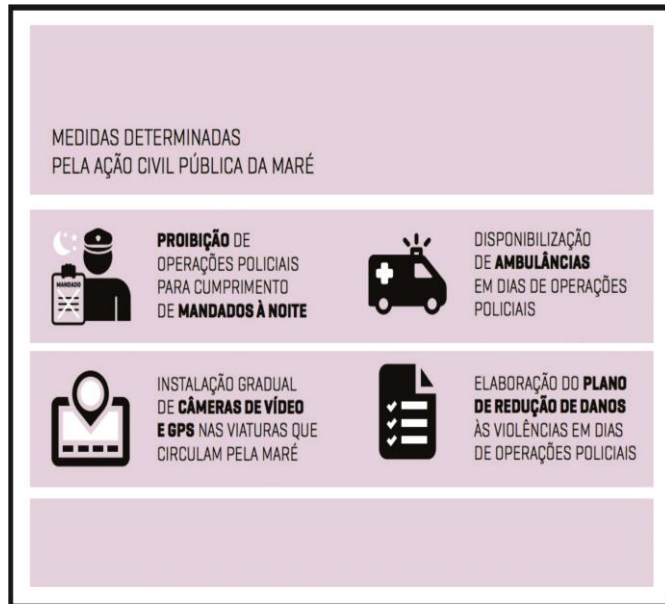 MEDIDAS DETERMINADAS
PELA AÇÃO CIVIL PÚBLICA DA MARÉ
MANDADO
PROIBIÇÃO DE
OPERAÇÕES POLICIAIS
PARA CUMPRIMENTO
DE MANDADOS À NOITE
DISPONIBILIZAÇÃO
DE AMBULÂNCIAS
EM DIAS DE OPERAÇÕES
POLICIAIS
INSTALAÇÃO GRADUAL
DE CÂMERAS DE VÍDEO
E GPS NAS VIATURAS QUE
CIRCULAM PELA MARÉ
ELABORAÇÃO DO PLANO
DE REDUÇÃO DE DANOS
ÀS VIOLÊNCIAS EM DIAS
DE OPERAÇÕES POLICIAIS